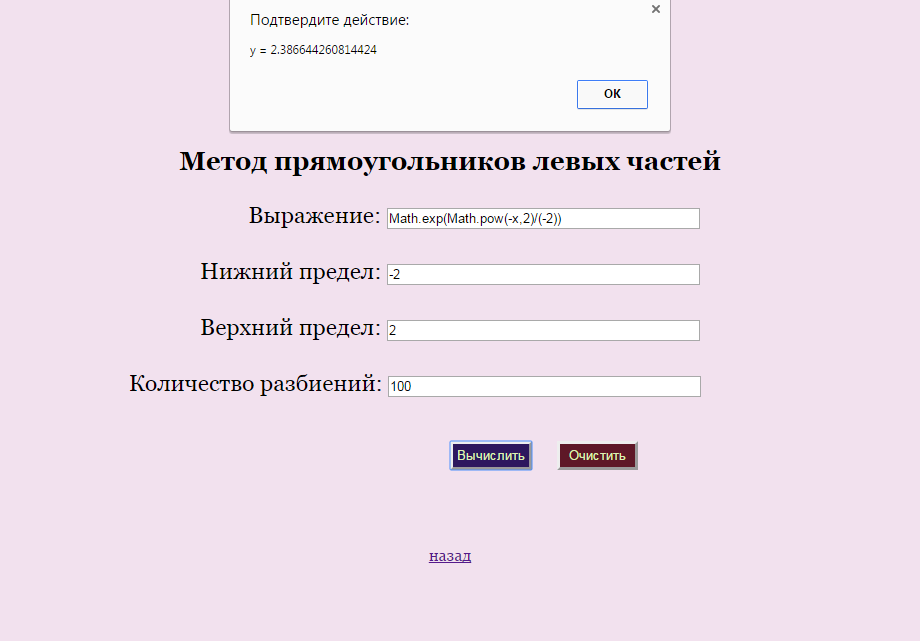 Подтвердите действие:
×
y = 2.386644260814424
ОК
Метод прямоугольников левых частей
Выражение: Math.exp(Math.pow(-x,2)/(-2))
Нижний предел: -2
Верхний предел: 2
Количество разбиений: 100
Вычислить Очистить
назад